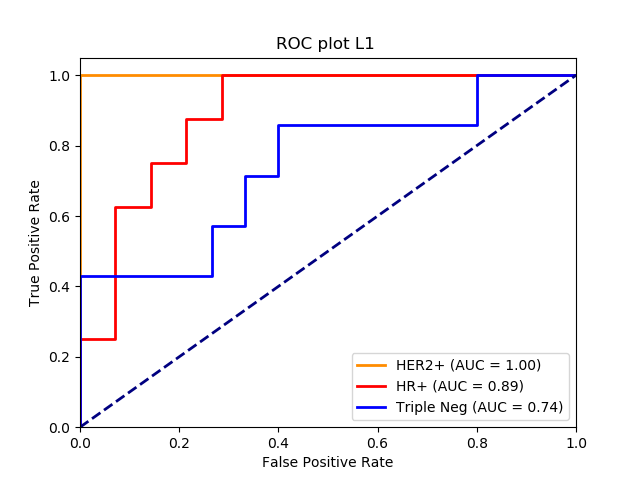 ROC plot L1
True Positive Rate
1.0
0.8
0.6
0.4
0.2
0.0
HER2+ (AUC = 1.00)
HR+ (AUC = 0.89)
Triple Neg (AUC = 0.74)
0.0 0.2 0.4 0.6 0.8 1.0
False Positive Rate